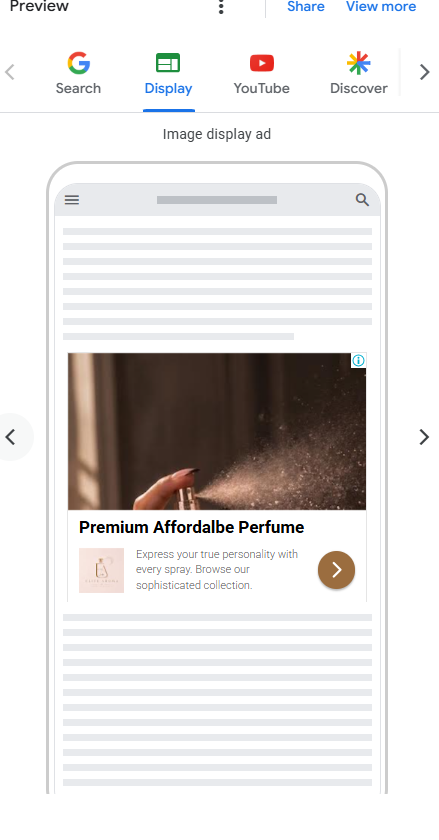 Preview
Share
View more
Search
Display
YouTube
Discover
Image display ad
Premium Affordalbe Perfume
Express your true personality with
every spray. Browse our
sophisticated collection.